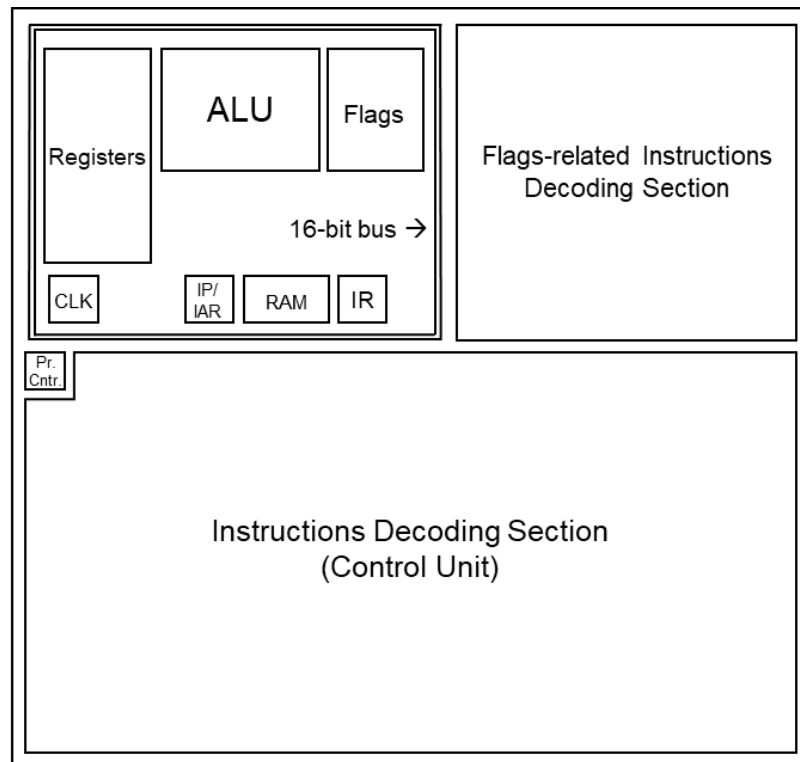 Registers
ALU
Flags
16-bit bus →
CLK
IP/
IAR
RAM
IR
Flags-related Instructions
Decoding Section
Pr.
Cntr.
Instructions Decoding Section
(Control Unit)